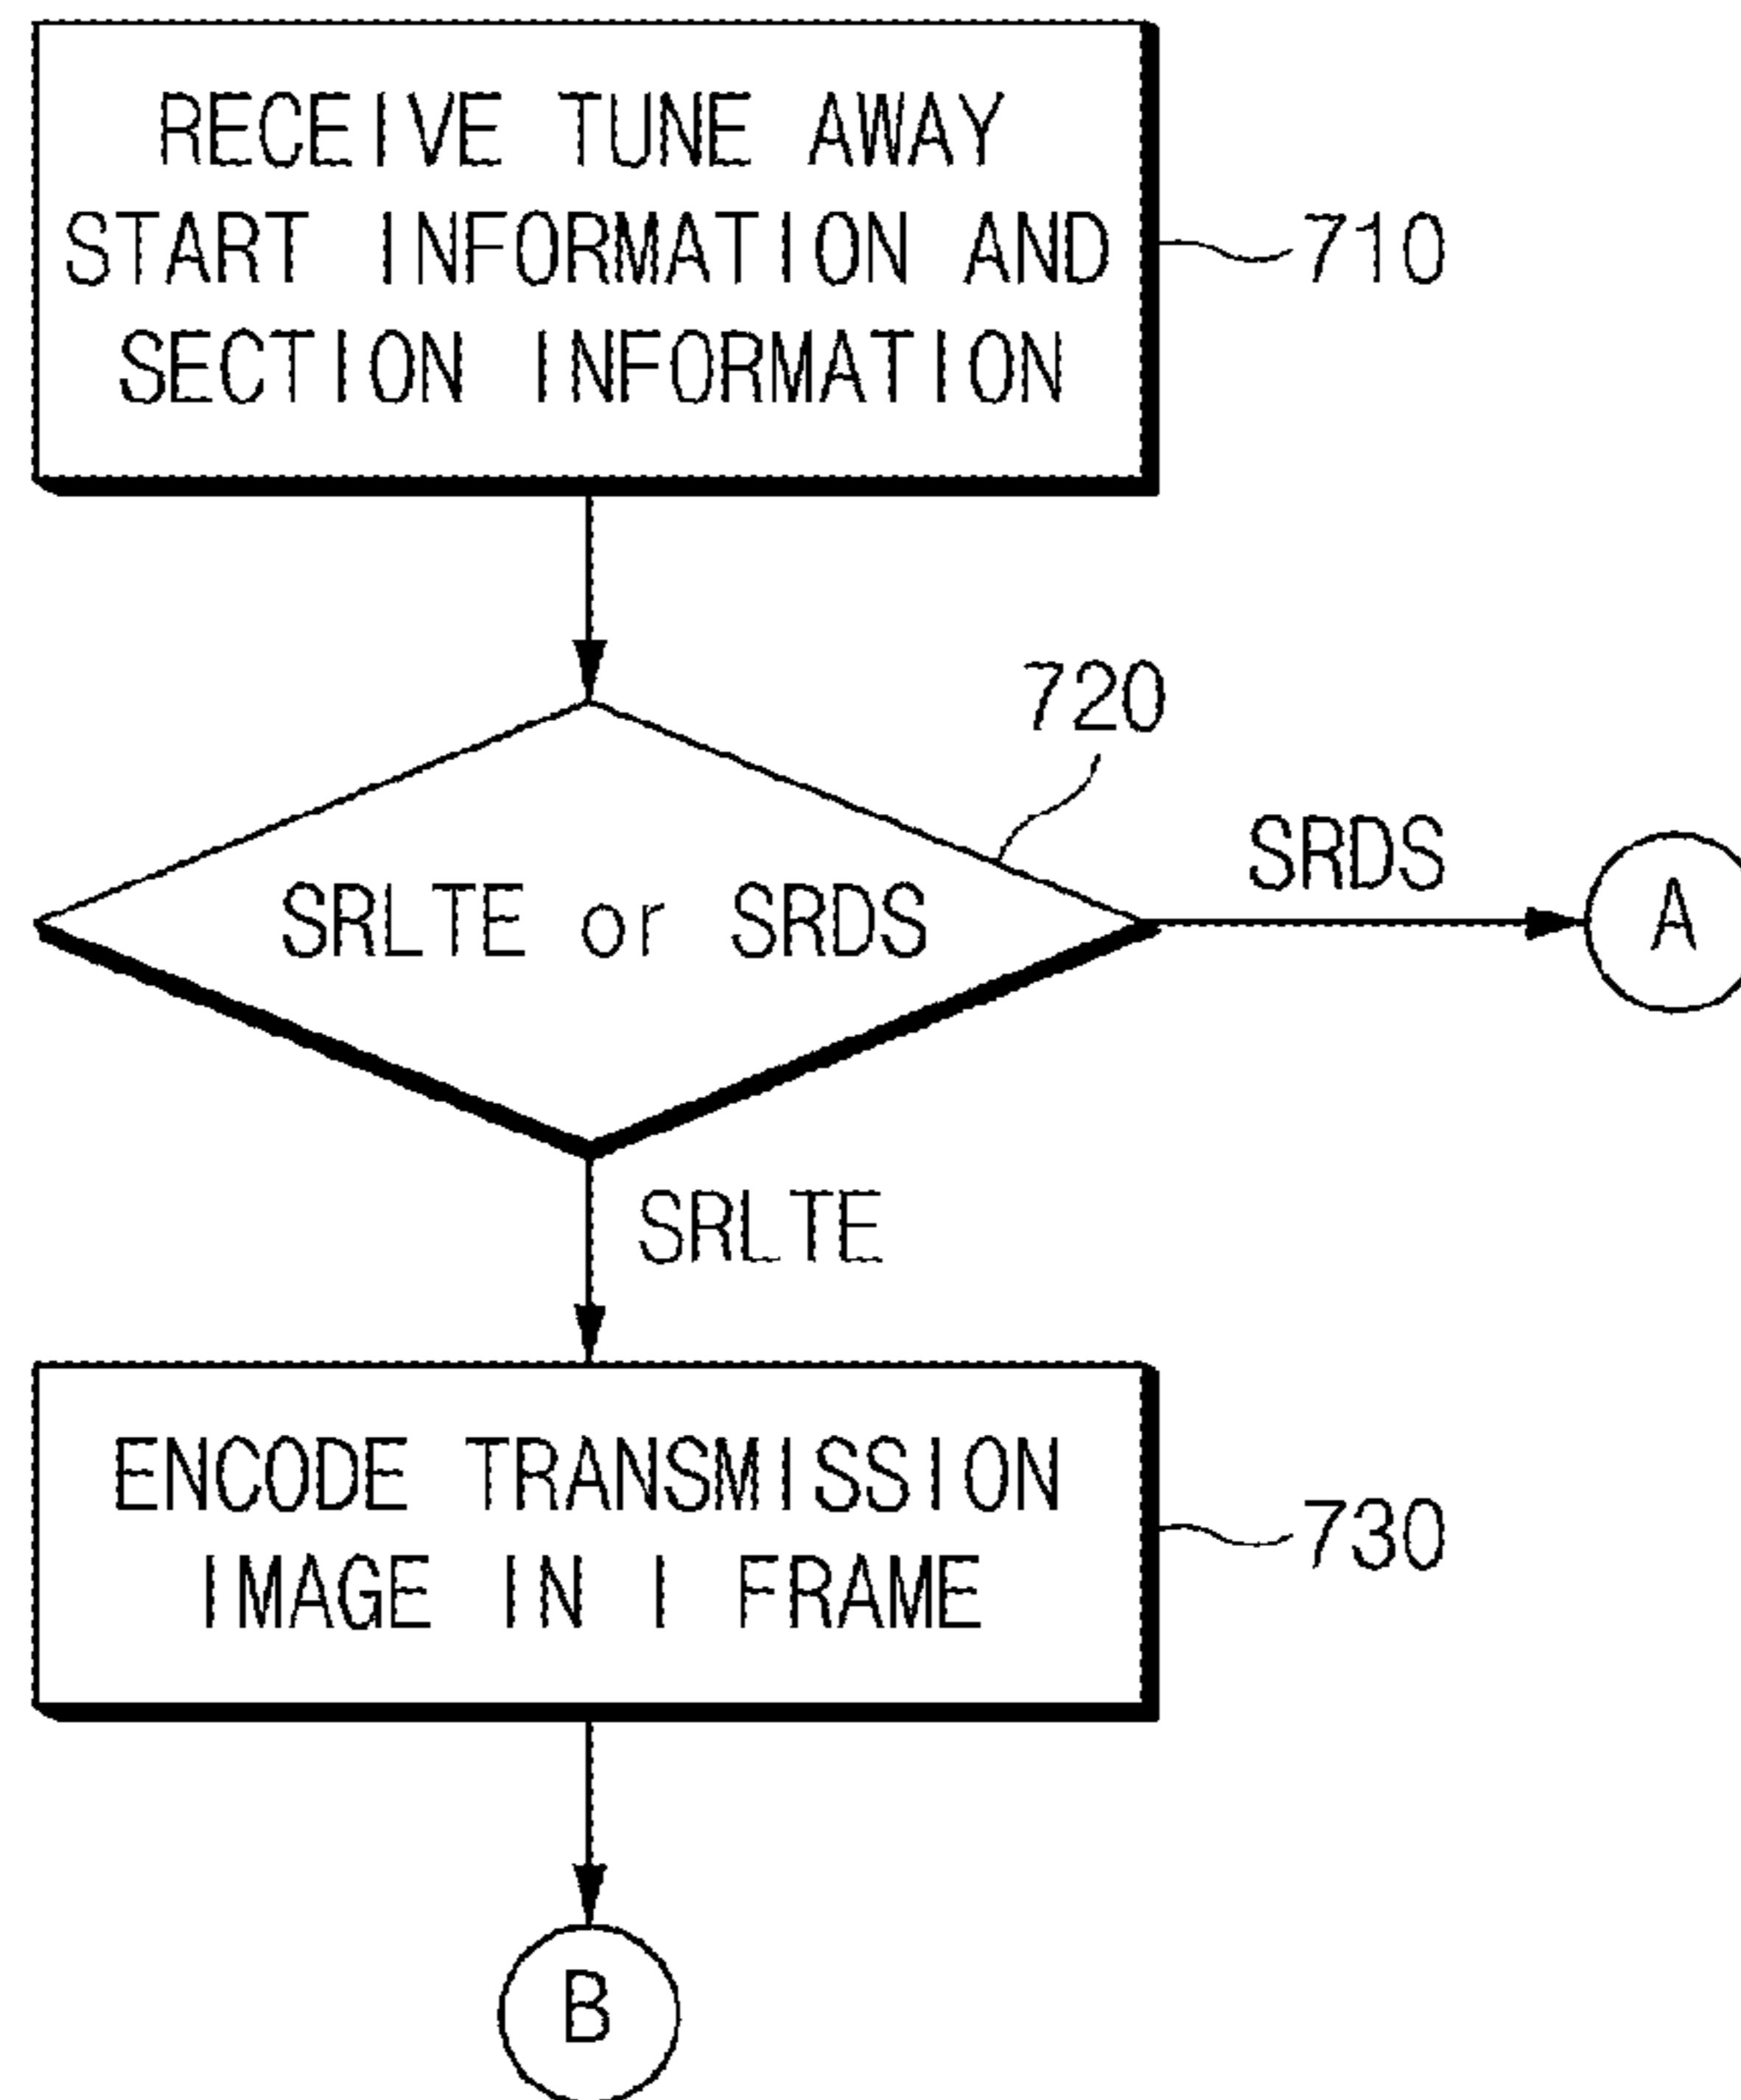 RECEIVE TUNE AWAY
START INFORMATION AND
SECTION INFORMATION
710
720
SRLTE or SRDS
SRDS
A
SRLTE
ENCODE TRANSMISSION
IMAGE IN I FRAME
730
B